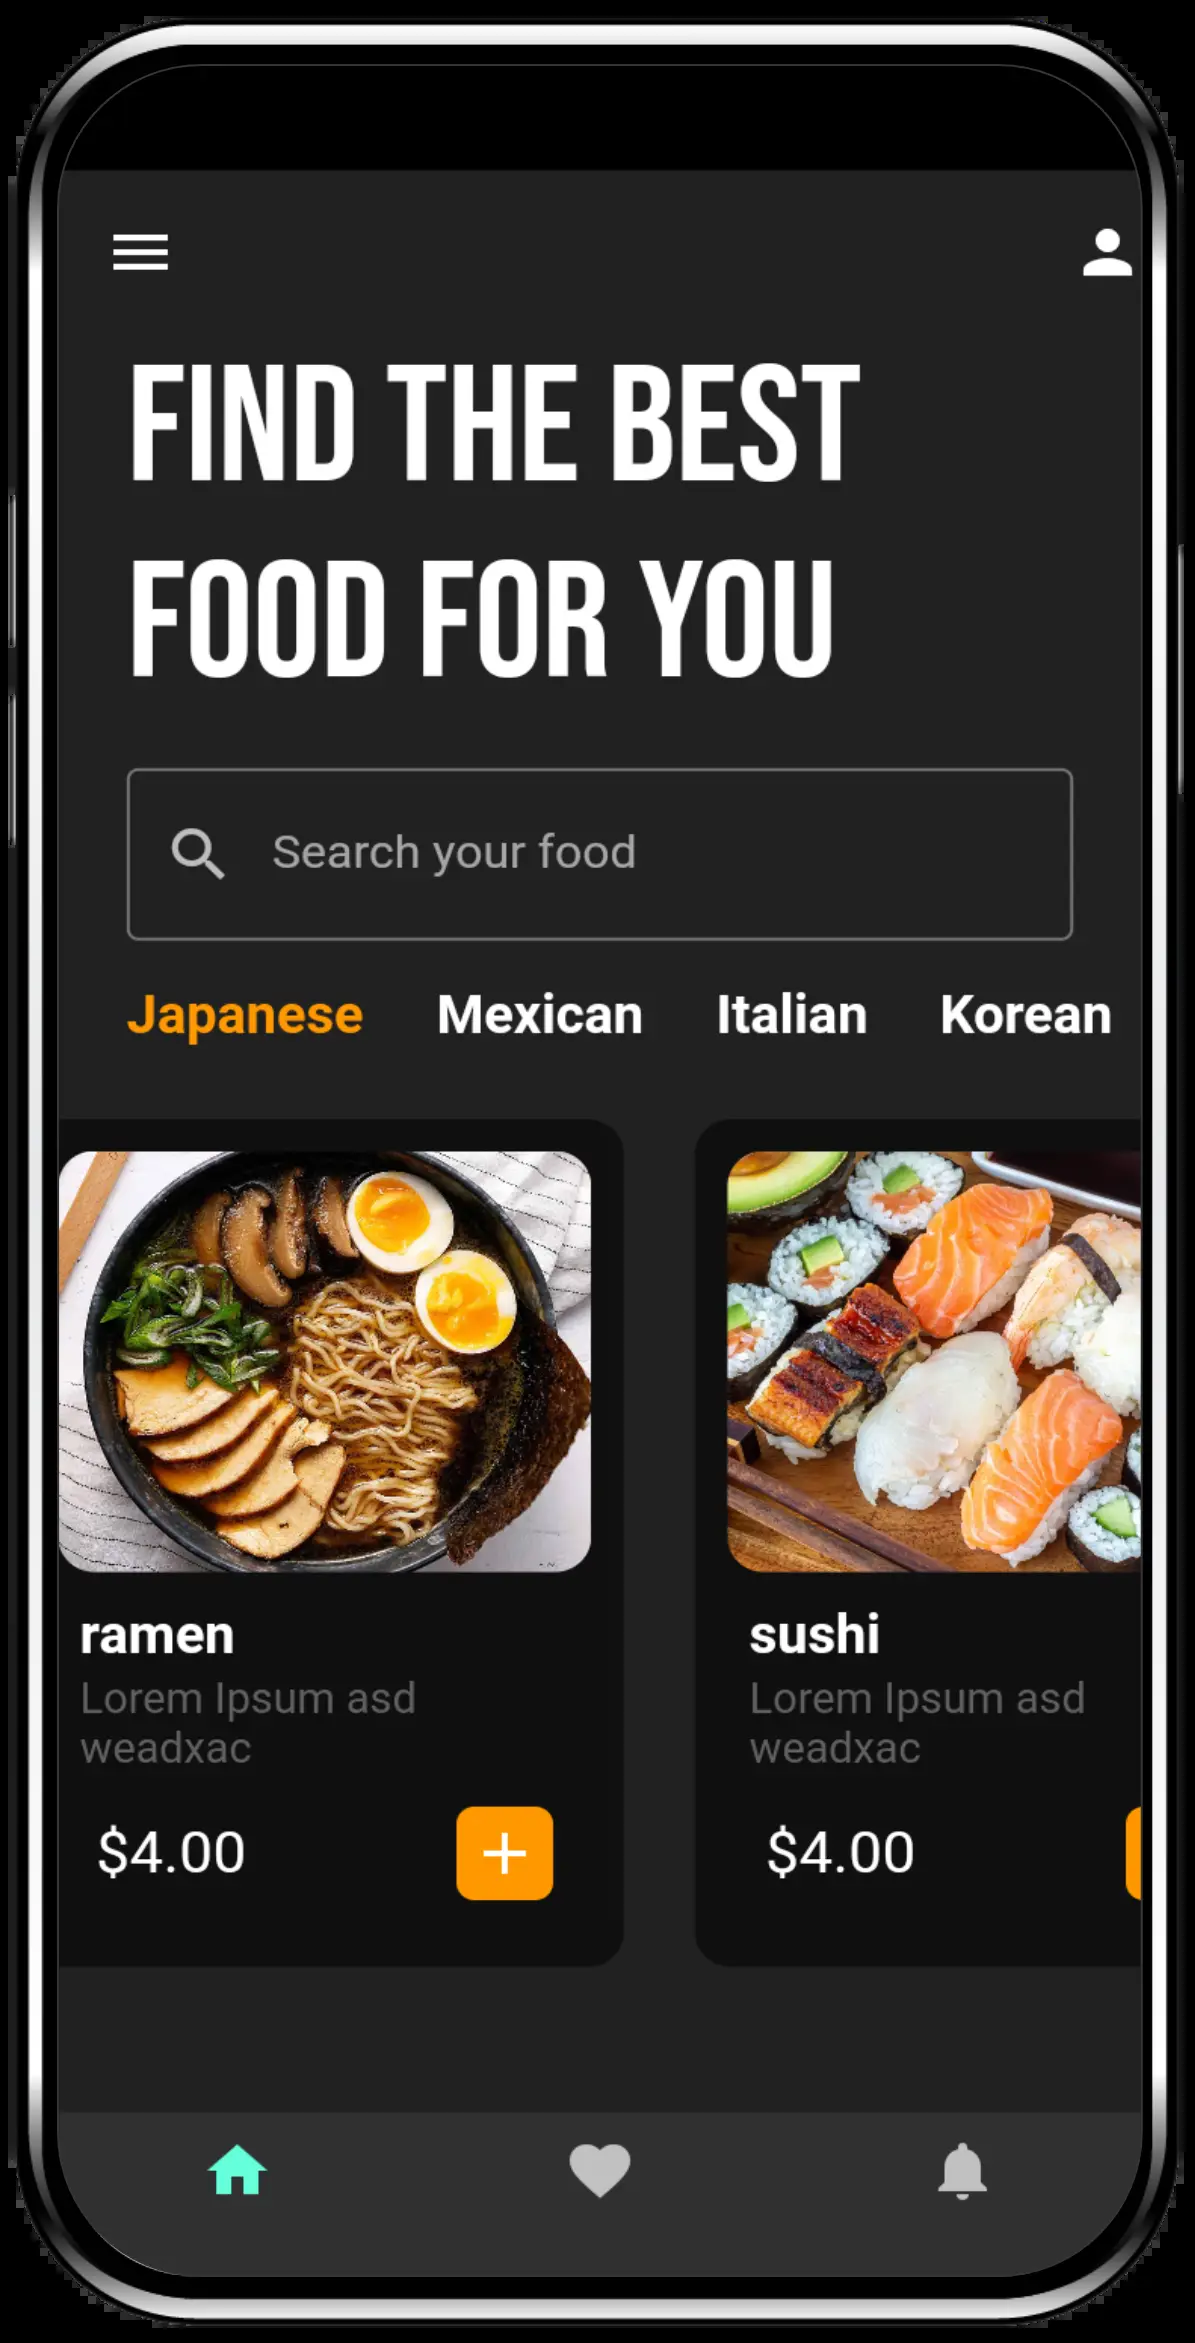 FIND THE BEST
FOOD FOR YOU
Search your food
Japanese Mexican Italian Korean
ramen
Lorem Ipsum asd
weadxac
$4.00
sushi
Lorem Ipsum asd
weadxac
$4.00